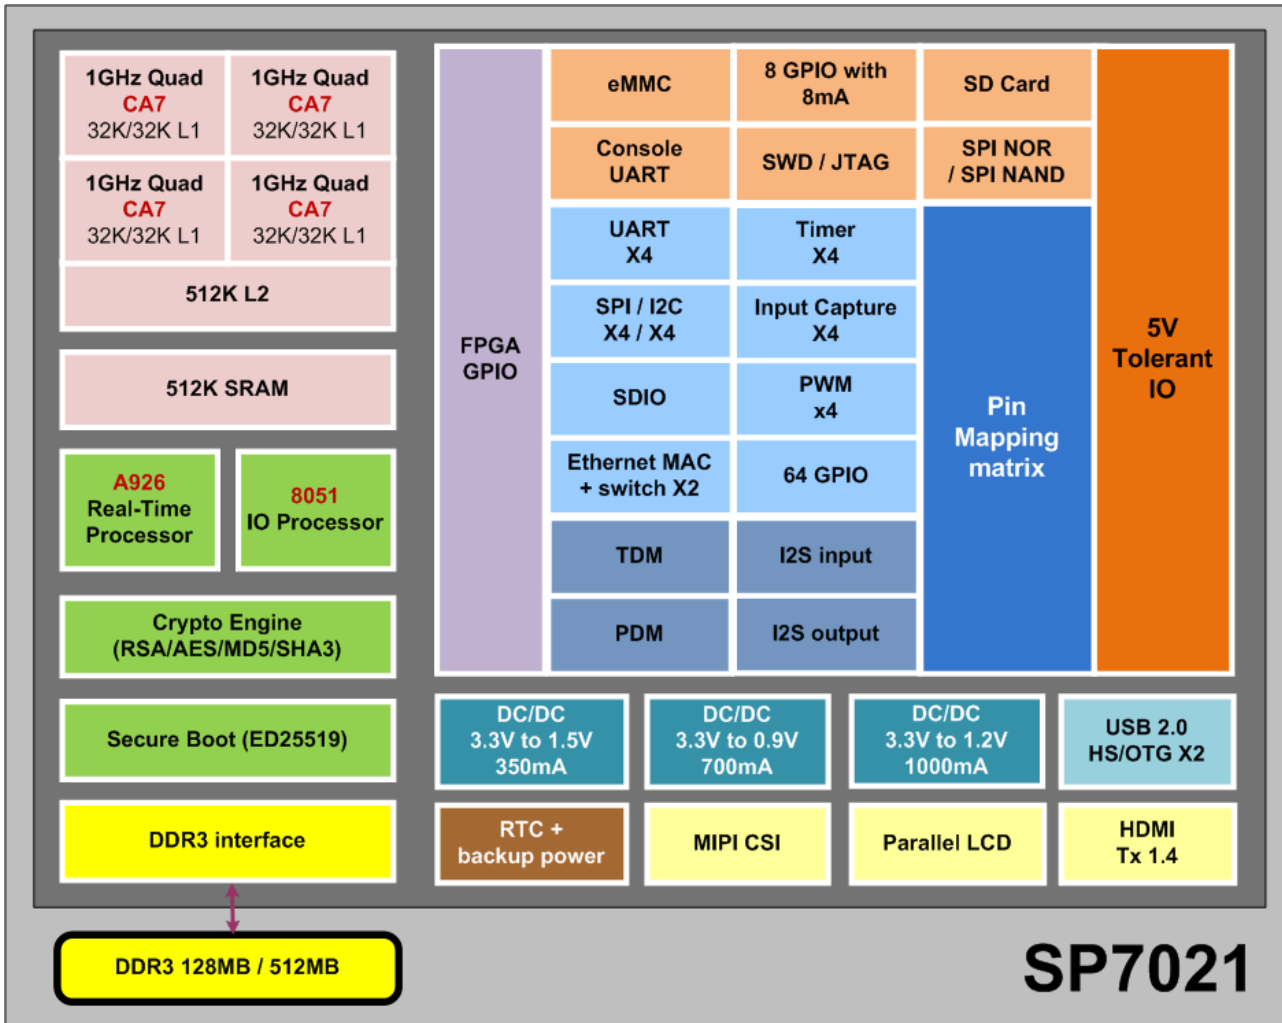 1GHz Quad
CA7
32K/32K L1
1GHz Quad
CA7
32K/32K L1
1GHz Quad
CA7
32K/32K L1
1GHz Quad
CA7
32K/32K L1
512K L2
512K SRAM
A926
Real-Time
Processor
8051
IO Processor
Crypto Engine
(RSA/AES/MD5/SHA3)
Secure Boot (ED25519)
DDR3 interface
DDR3 128MB / 512MB
FPGA
GPIO
eMMC
8 GPIO with
8mA
SD Card
Console
UART
SWD / JTAG
SPI NOR
/ SPI NAND
UART
X4
Timer
X4
SPI / I2C
X4 / X4
Input Capture
X4
SDIO
PWM
x4
Ethernet MAC
+ switch X2
64 GPIO
TDM
I2S input
PDM
I2S output
Pin
Mapping
matrix
5V
Tolerant
IO
DC/DC
3.3V to 1.5V
350mA
DC/DC
3.3V to 0.9V
700mA
DC/DC
3.3V to 1.2V
1000mA
USB 2.0
HS/OTG X2
RTC +
backup power
MIPI CSI
Parallel LCD
HDMI
Tx 1.4
SP7021